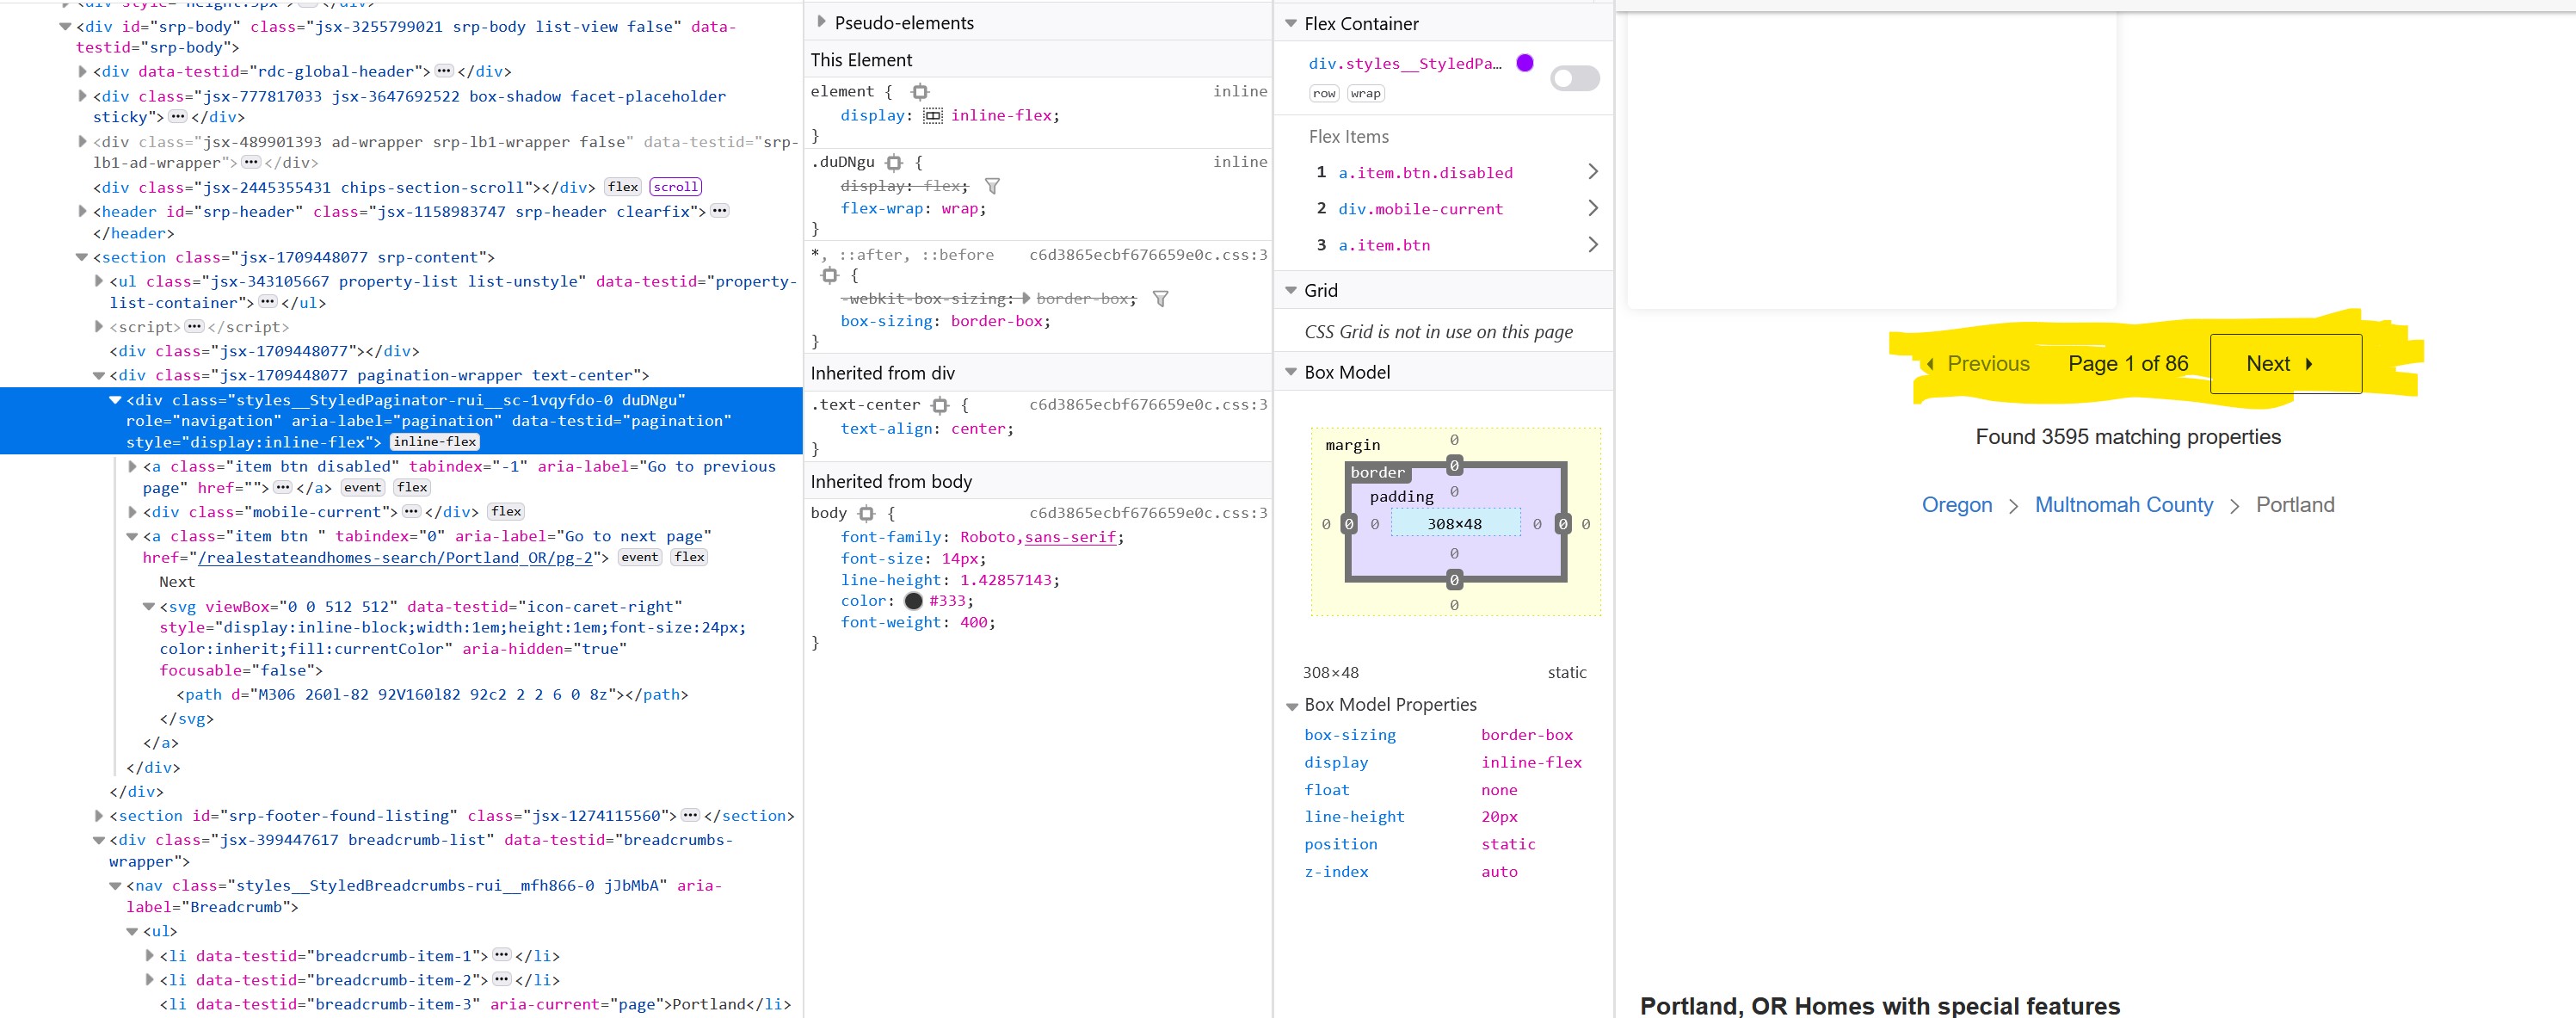 <div style="height:5px"></div>
<div id="srp-body" class="jsx-3255799021 srp-body list-view false" data-
testid="srp-body">
<div data-testid="rdc-global-header"> ••• </div>
<div class="jsx-777817033 jsx-3647692522 box-shadow facet-placeholder
sticky"> ••• </div>
<div class="jsx-489901393 ad-wrapper srp-lb1-wrapper false" data-testid="srp-
lb1-ad-wrapper"> ••• </div>
<div class="jsx-2445355431 chips-section-scroll"></div> flex scroll
<header id="srp-header" class="jsx-1158983747 srp-header clearfix"> •••
</header>
<section class="jsx-1709448077 srp-content">
<ul class="jsx-343105667 property-list list-unstyle" data-testid="property-
list-container"> ••• </ul>
<script> ••• </script>
<div class="jsx-1709448077"></div>
<div class="jsx-1709448077 pagination-wrapper text-center">
<div class="styles__StyledPaginator-rui__sc-1vqyfdo-0 duDNgu"
role="navigation" aria-label="pagination" data-testid="pagination"
style="display:inline-flex"> inline-flex
<a class="item btn disabled" tabindex="-1" aria-label="Go to previous
page" href=""> ••• </a> event flex
<div class="mobile-current"> ••• </div> flex
<a class="item btn " tabindex="0" aria-label="Go to next page"
href="/realestateandhomes-search/Portland_OR/pg-2"> event flex
Next
<svg viewBox="0 0 512 512" data-testid="icon-caret-right"
style="display:inline-block;width:1em;height:1em;font-size:24px;
color:inherit;fill:currentColor" aria-hidden="true"
focusable="false">
<path d="M306 260l-82 92V160l82 92c2 2 2 6 0 8z"></path>
</svg>
</a>
</div>
</div>
<section id="srp-footer-found-listing" class="jsx-1274115560"> ••• </section>
<div class="jsx-399447617 breadcrumb-list" data-testid="breadcrumbs-
wrapper">
<nav class="styles__StyledBreadcrumbs-rui__mfh866-0 jJbMbA" aria-
label="Breadcrumb">
<ul>
<li data-testid="breadcrumb-item-1"> ••• </li>
<li data-testid="breadcrumb-item-2"> ••• </li>
<li data-testid="breadcrumb-item-3" aria-current="page">Portland</li>
Pseudo-elements
This Element
element { inline
display: inline-flex;
}
.duDNgu { inline
display: flex;
flex-wrap: wrap;
}
*, ::after, ::before c6d3865ecbf676659e0c.css:3
{
-webkit-box-sizing: border-box;
box-sizing: border-box;
}
Inherited from div
.text-center { c6d3865ecbf676659e0c.css:3
text-align: center;
}
Inherited from body
body { c6d3865ecbf676659e0c.css:3
font-family: Roboto,sans-serif;
font-size: 14px;
line-height: 1.42857143;
color: #333;
font-weight: 400;
}
Flex Container
div.styles__StyledPa…
row wrap
Flex Items
1 a.item.btn.disabled
2 div.mobile-current
3 a.item.btn
Grid
CSS Grid is not in use on this page
Box Model
margin 0
border 0
padding 0
0 0 0 308×48 0 0 0
0
0
0
308×48 static
Box Model Properties
box-sizing border-box
display inline-flex
float none
line-height 20px
position static
z-index auto
Previous Page 1 of 86 Next
Found 3595 matching properties
Oregon > Multnomah County > Portland
Portland, OR Homes with special features